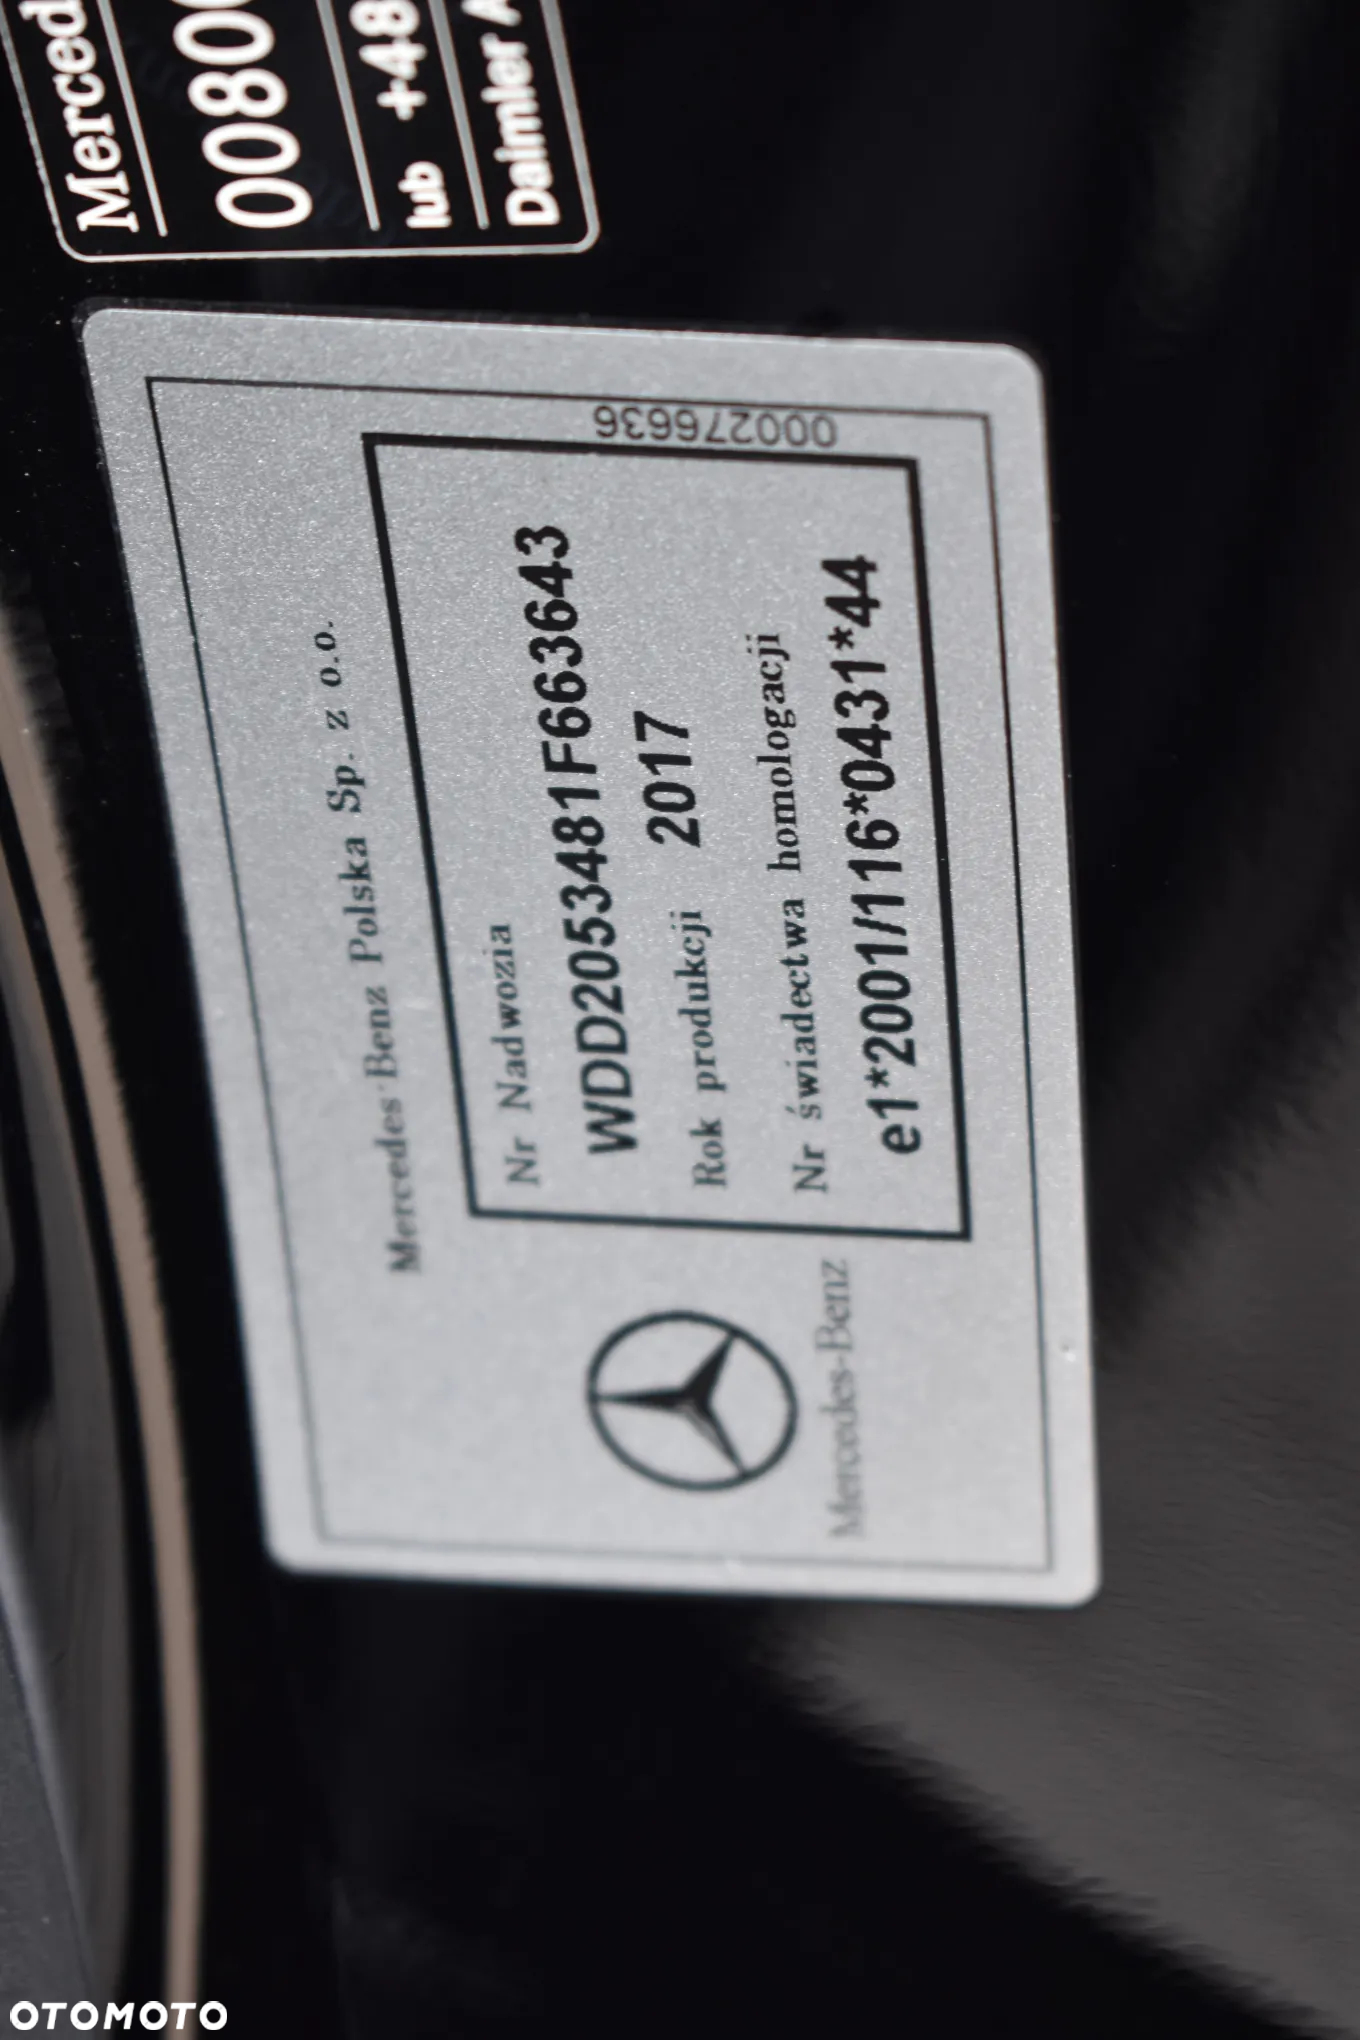 Mercedes-Benz Polska Sp. z o.o.
Nr Nadwozia
WDD2053481F663643
Rok produkcji 2017
Nr świadectwa homologacji
e1*2001/116*0431*44
000276636
Mercedes-Benz
Merced
0080
lub +48
Daimler A
OTOMOTO